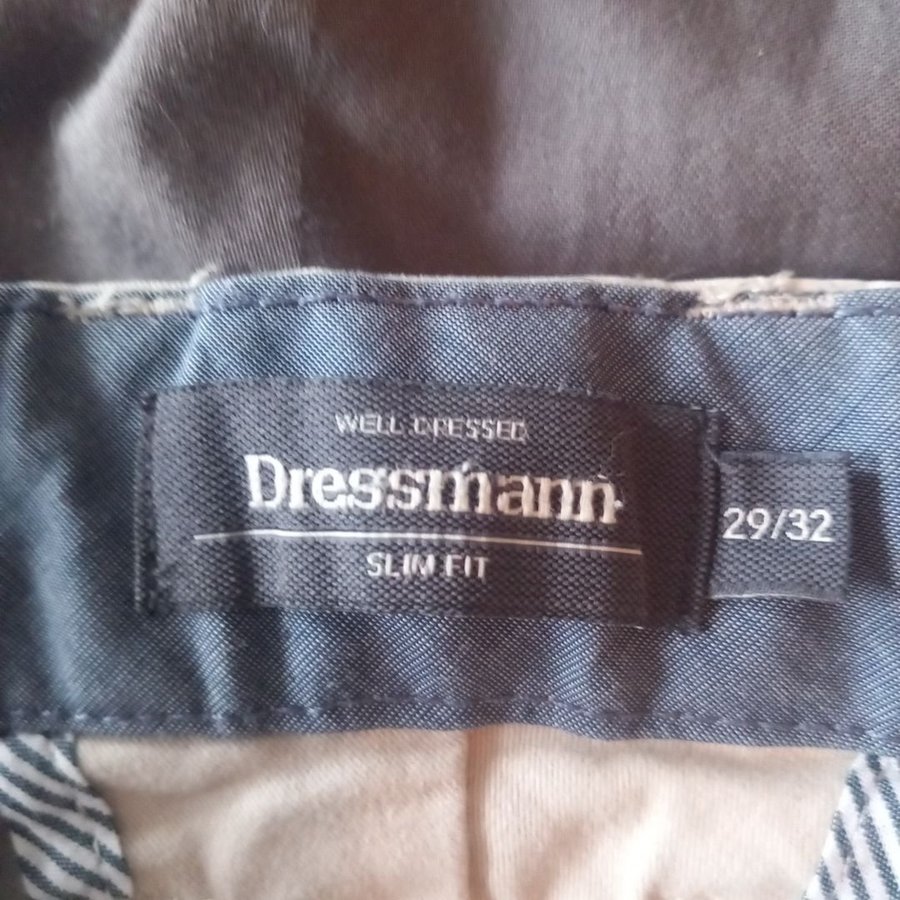 WELL DRESSED
Dressmann
SLIM FIT
29/32